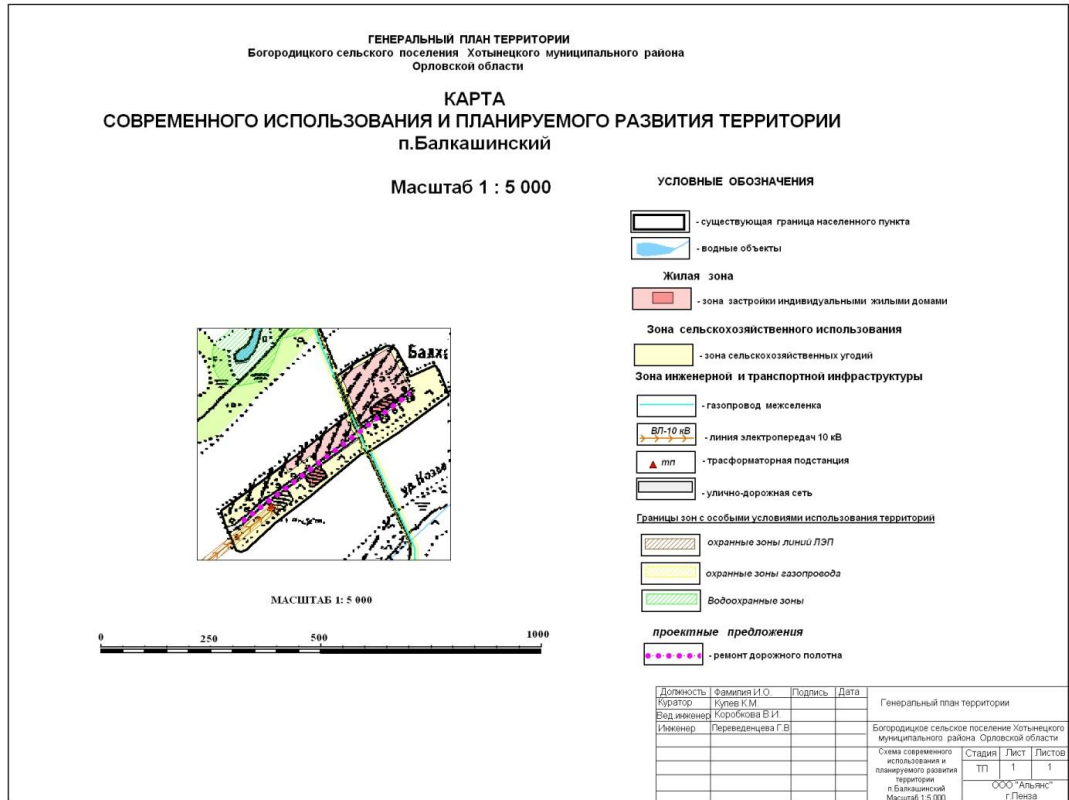 ГЕНЕРАЛЬНЫЙ ПЛАН ТЕРРИТОРИИ
Богородицкого сельского поселения Хотынецкого муниципального района
Орловской области
КАРТА
СОВРЕМЕННОГО ИСПОЛЬЗОВАНИЯ И ПЛАНИРУЕМОГО РАЗВИТИЯ ТЕРРИТОРИИ
п.Балкашинский
Масштаб 1 : 5 000
УСЛОВНЫЕ ОБОЗНАЧЕНИЯ
- существующая граница населенного пункта
- водные объекты
Жилая зона
- зона застройки индивидуальными жилыми домами
Зона сельскохозяйственного использования
- зона сельскохозяйственных угодий
Зона инженерной и транспортной инфраструктуры
- газопровод межселенка
ВЛ-10 кВ
- линия электропередач 10 кВ
тп
- трасформаторная подстанция
- улично-дорожная сеть
Границы зон с особыми условиями использования территорий
охранные зоны линий ЛЭП
охранные зоны газопровода
Водоохранные зоны
проектные предложения
- ремонт дорожного полотна
МАСШТАБ 1: 5 000
0 250 500 1000
Должность Фамилия И.О. Подпись Дата
Куратор Купев К.М.
Вед.инженер Коробкова В.И.
Инженер Переведенцева Г.В
Генеральный план территории
Богородицкое сельское поселение Хотынецкого
муниципального района Орловской области
Схема современного
использования и
планируемого развития
территории
п.Балкашинский
Масштаб 1:5 000
Стадия Лист Листов
ТП 1 1
ООО "Альянс"
г.Пенза